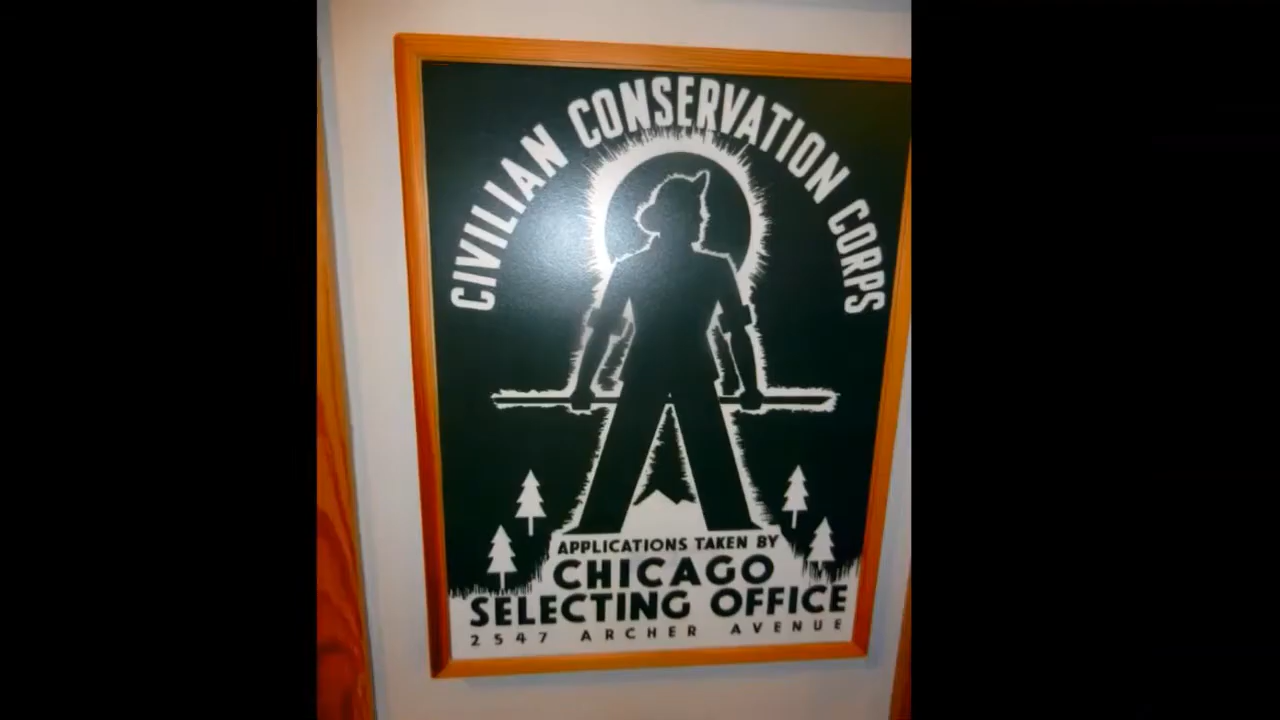 CIVILIAN CONSERVATION CORPS
APPLICATIONS TAKEN BY
CHICAGO
SELECTING OFFICE
2547 ARCHER AVENUE